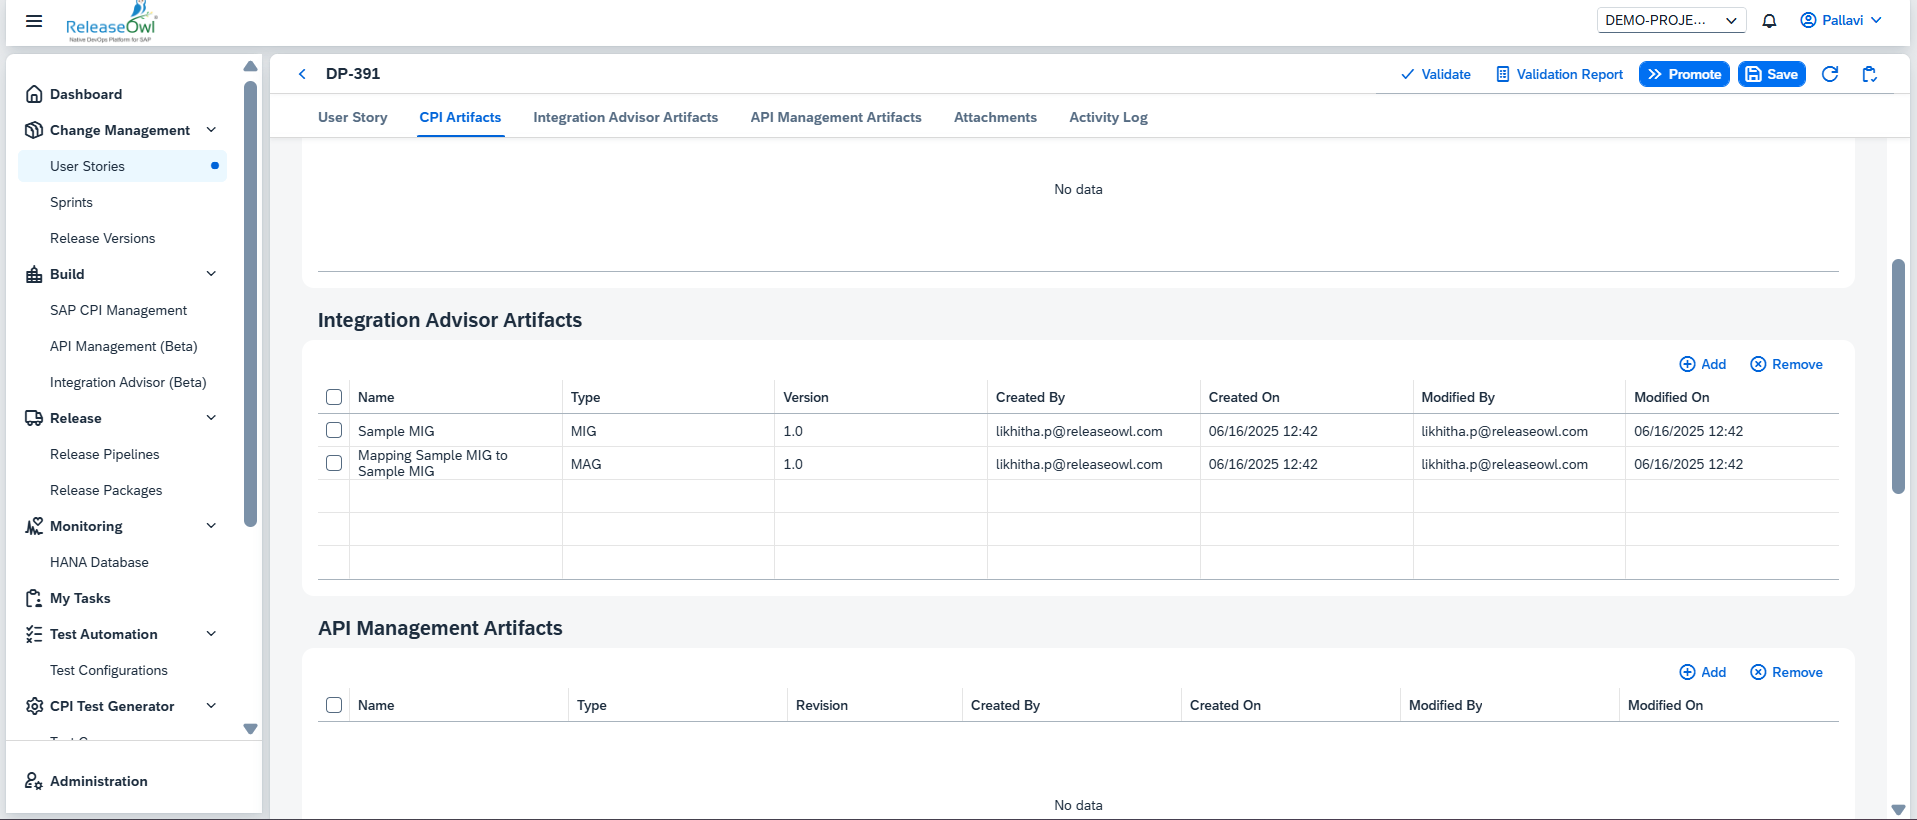 ReleaseOwl
Native DevOps Platform for SAP
DEMO-PROJE...
Pallavi
Dashboard
Change Management
User Stories
Sprints
Release Versions
Build
SAP CPI Management
API Management (Beta)
Integration Advisor (Beta)
Release
Release Pipelines
Release Packages
Monitoring
HANA Database
My Tasks
Test Automation
Test Configurations
CPI Test Generator
Administration
DP-391
Validate
Validation Report
Promote
Save
User Story
CPI Artifacts
Integration Advisor Artifacts
API Management Artifacts
Attachments
Activity Log
No data
Integration Advisor Artifacts
Add
Remove
Name Type Version Created By Created On Modified By Modified On
Sample MIG MIG 1.0 likhitha.p@releaseowl.com 06/16/2025 12:42 likhitha.p@releaseowl.com 06/16/2025 12:42
Mapping Sample MIG to
Sample MIG MAG 1.0 likhitha.p@releaseowl.com 06/16/2025 12:42 likhitha.p@releaseowl.com 06/16/2025 12:42
API Management Artifacts
Add
Remove
Name Type Revision Created By Created On Modified By Modified On
No data